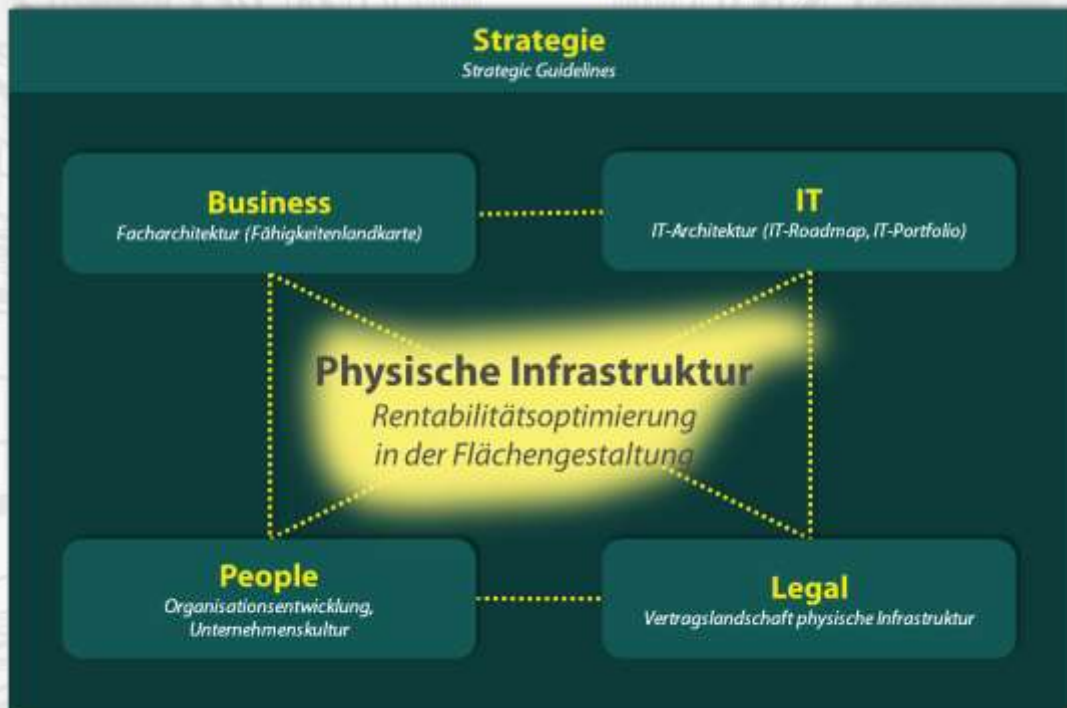 Strategie
Strategic Guidelines
Business
Facharchitektur (Fähigkeitenlandkarte)
IT
IT-Architektur (IT-Roadmap, IT-Portfolio)
Physische Infrastruktur
Rentabilitätsoptimierung
in der Flächengestaltung
People
Organisationsentwicklung,
Unternehmenskultur
Legal
Vertragslandschaft physische Infrastruktur